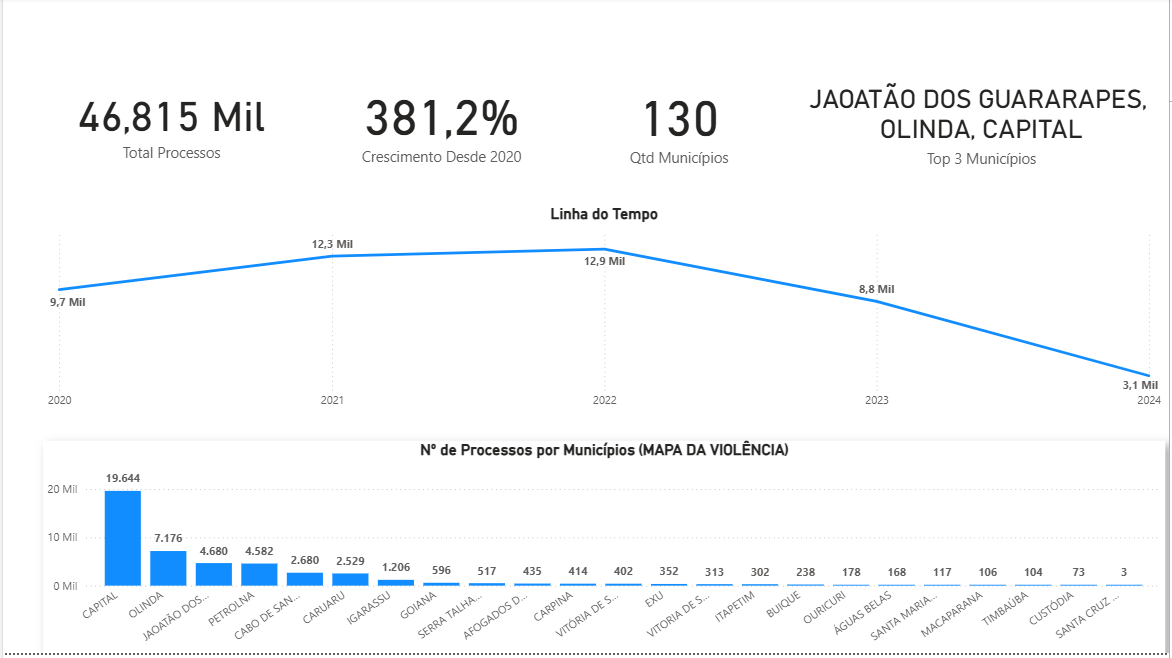 46,815 Mil
Total Processos
381,2%
Crescimento Desde 2020
130
Qtd Municípios
JAOATÃO DOS GUARARAPES,
OLINDA, CAPITAL
Top 3 Municípios
Linha do Tempo
9,7 Mil
12,3 Mil
12,9 Mil
8,8 Mil
3,1 Mil
2020
2021
2022
2023
2024
Nº de Processos por Municípios (MAPA DA VIOLÊNCIA)
20 Mil
10 Mil
0 Mil
19.644
7.176
4.680
4.582
2.680
2.529
1.206
596
517
435
414
402
352
313
302
238
178
168
117
106
104
73
3
CAPITAL
OLINDA
JAOATÃO DOS...
PETROLNA
CABO DE SAN...
CARUARU
IGARASSU
GOIANA
SERRA TALHA...
AFOGADOS D...
CARPINA
VITÓRIA DE S...
EXU
VITORIA DE S...
ITAPETIM
BUIQUE
OURICURI
ÁGUAS BELAS
SANTA MARIA...
MACAPARANA
TIMBAÚBA
CUSTÓDIA
SANTA CRUZ ...